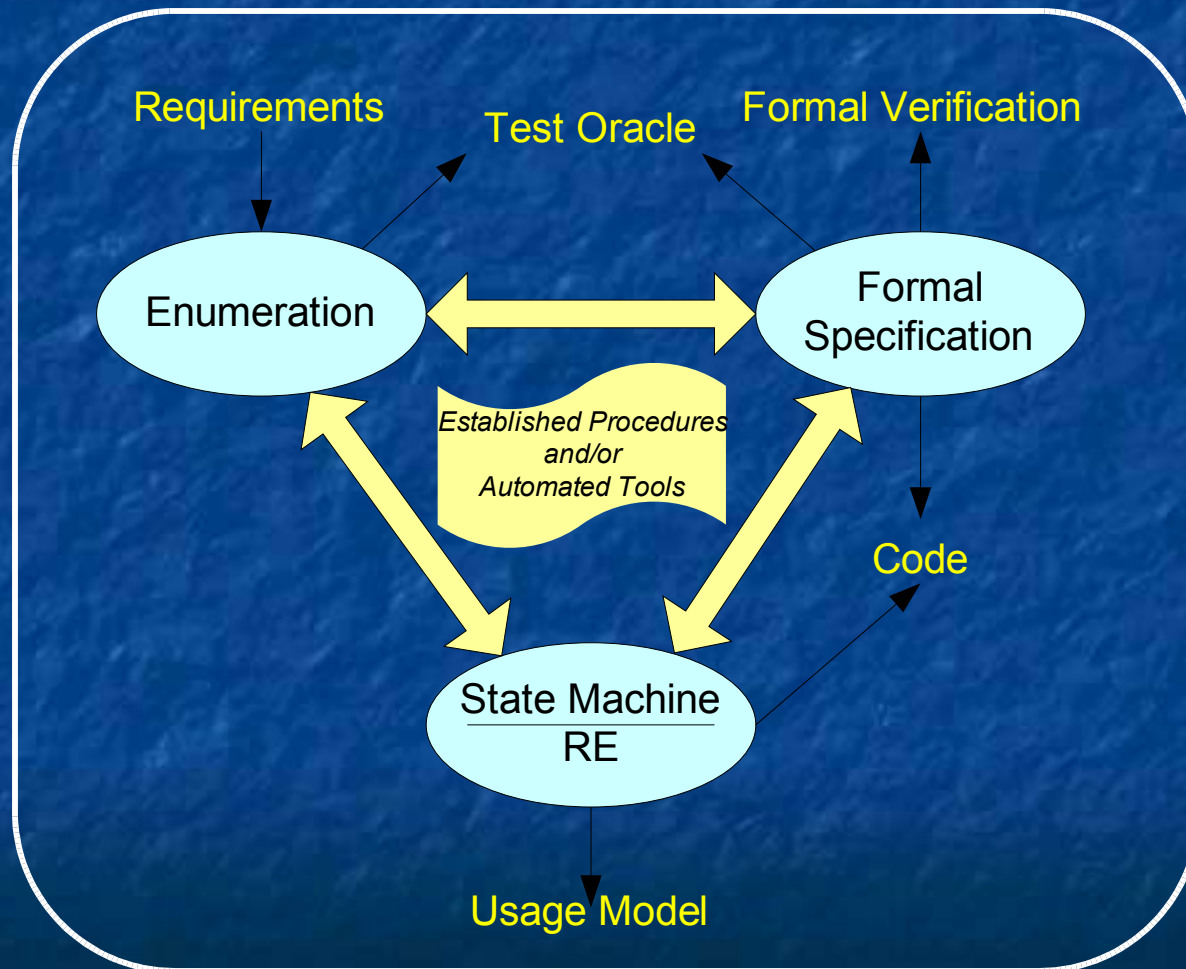 Requirements
Test Oracle
Formal Verification
Enumeration
Formal
Specification
Established Procedures
and/or
Automated Tools
Code
State Machine
RE
Usage Model